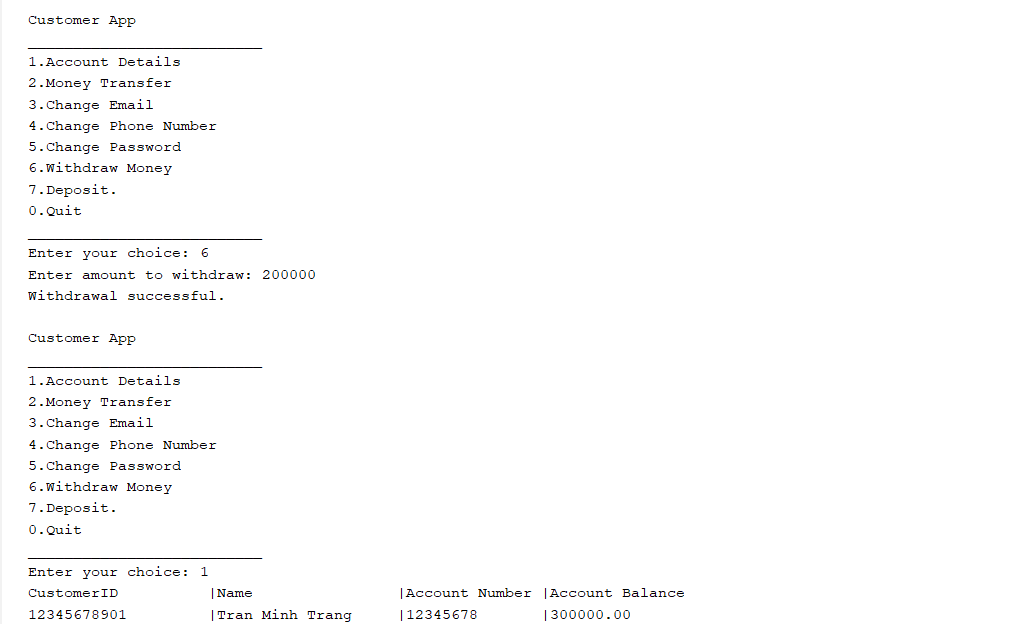 Customer App
__________________________
1.Account Details
2.Money Transfer
3.Change Email
4.Change Phone Number
5.Change Password
6.Withdraw Money
7.Deposit.
0.Quit
__________________________
Enter your choice: 6
Enter amount to withdraw: 200000
Withdrawal successful.

Customer App
__________________________
1.Account Details
2.Money Transfer
3.Change Email
4.Change Phone Number
5.Change Password
6.Withdraw Money
7.Deposit.
0.Quit
__________________________
Enter your choice: 1
CustomerID          |Name                |Account Number |Account Balance
12345678901         |Tran Minh Trang     |12345678       |300000.00